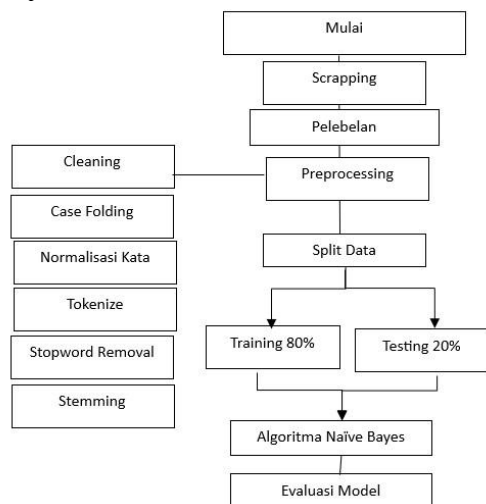 Mulai
Scrapping
Pelebelan
Preprocessing
Cleaning
Case Folding
Normalisasi Kata
Tokenize
Stopword Removal
Stemming
Split Data
Training 80%
Testing 20%
Algoritma Naïve Bayes
Evaluasi Model